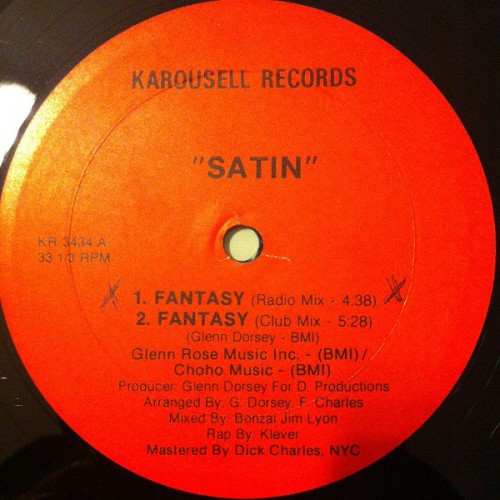 KAROUSELL RECORDS
"SATIN"
KR 3434 A
33 1/3 RPM
1. FANTASY (Radio Mix - 4:38)
2. FANTASY (Club Mix - 5:28)
(Glenn Dorsey - BMI)
Glenn Rose Music Inc. - (BMI) /
Choho Music - (BMI)
Producer: Glenn Dorsey For D. Productions
Arranged By: G. Dorsey, F. Charles
Mixed By: Bonzai Jim Lyon
Rap By: Klever
Mastered By Dick Charles, NYC